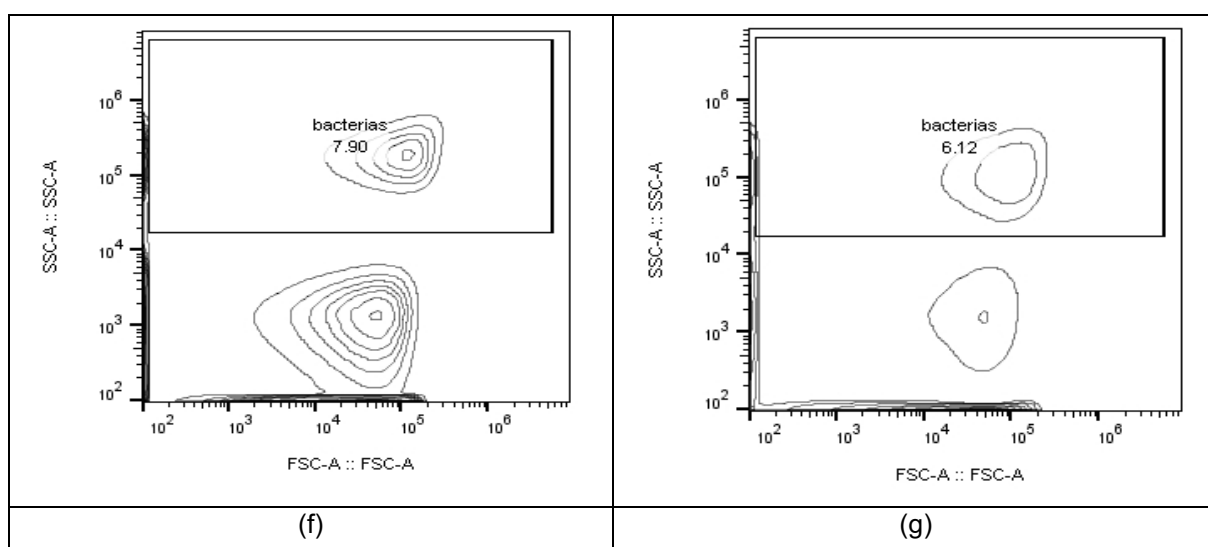 SSC-A :: SSC-A
10^6
10^5
10^4
10^3
10^2
bacterias
7.90
10^2 10^3 10^4 10^5 10^6
FSC-A :: FSC-A
(f)
SSC-A :: SSC-A
10^6
10^5
10^4
10^3
10^2
bacterias
6.12
10^2 10^3 10^4 10^5 10^6
FSC-A :: FSC-A
(g)